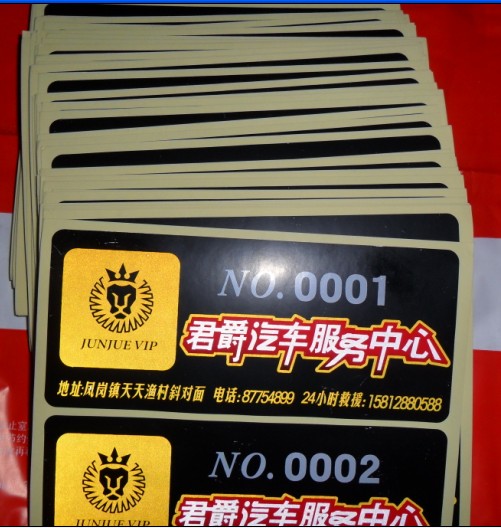 NO. 0001
JUNJUE VIP
君爵汽车服务中心
地址:凤岗镇天天渔村斜对面 电话:87754899 24小时救援:15812880588
NO. 0002
JUNJUE VIP
君爵汽车服务中心